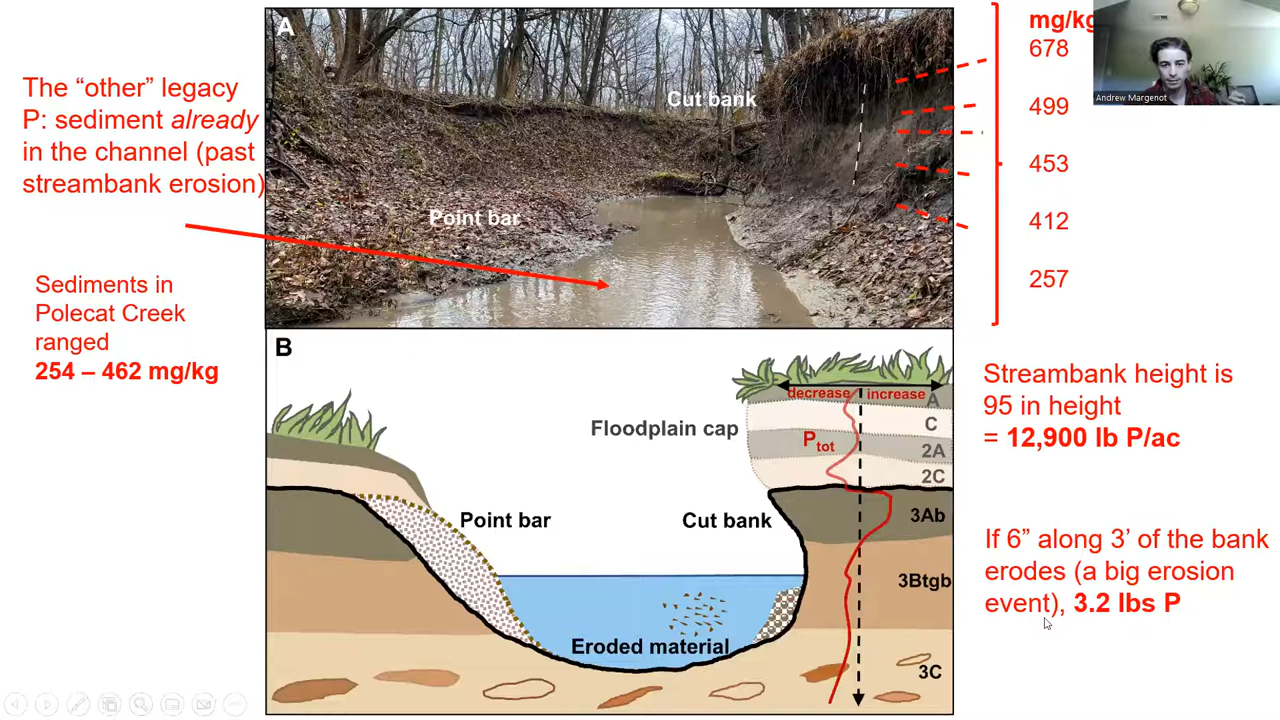 The “other” legacy
P: sediment already
in the channel (past
streambank erosion)
Sediments in
Polecat Creek
ranged
254 – 462 mg/kg
A
Cut bank
Point bar
mg/kg
678
499
453
412
257
Andrew Margenot
B
decrease
increase
A
Floodplain cap
C
Ptot
2A
2C
Point bar
Cut bank
3Ab
3Btgb
Eroded material
3C
Streambank height is
95 in height
= 12,900 lb P/ac
If 6” along 3’ of the bank
erodes (a big erosion
event), 3.2 lbs P